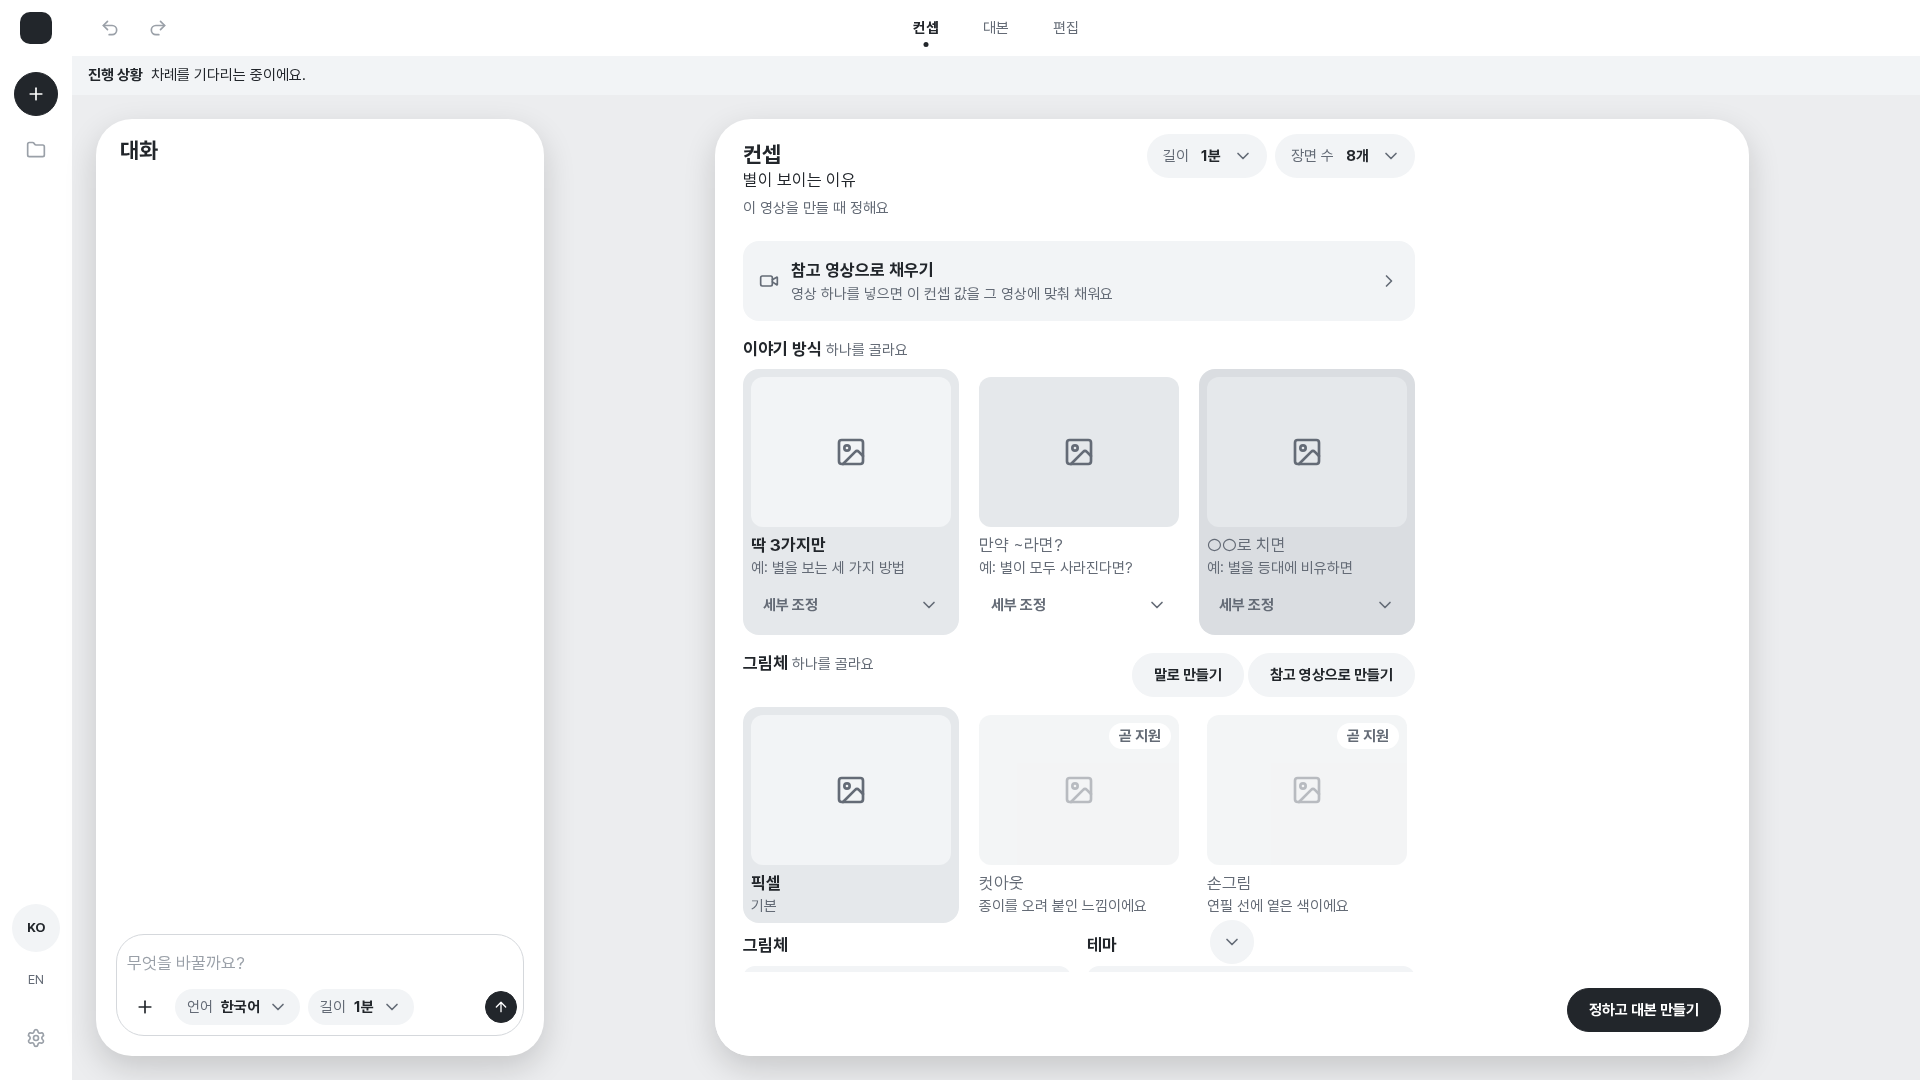 컨셉
대본
편집
진행 상황 차례를 기다리는 중이에요.
대화
컨셉
별이 보이는 이유
이 영상을 만들 때 정해요
길이 1분
장면 수 8개
참고 영상으로 채우기
영상 하나를 넣으면 이 컨셉 값을 그 영상에 맞춰 채워요
이야기 방식 하나를 골라요
딱 3가지만
예: 별을 보는 세 가지 방법
세부 조정
만약 ~라면?
예: 별이 모두 사라진다면?
세부 조정
○○로 치면
예: 별을 등대에 비유하면
세부 조정
그림체 하나를 골라요
말로 만들기
참고 영상으로 만들기
픽셀
기본
곧 지원
컷아웃
종이를 오려 붙인 느낌이에요
곧 지원
손그림
연필 선에 옅은 색이에요
그림체
테마
정하고 대본 만들기
무엇을 바꿀까요?
언어 한국어
길이 1분
KO
EN